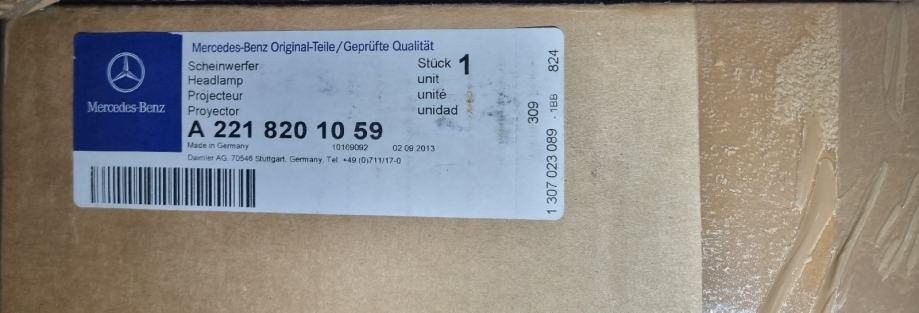 Mercedes-Benz Original-Teile/Geprüfte Qualität
Mercedes-Benz
Scheinwerfer
Headlamp
Projecteur
Proyector
Stück 1
unit
unité
unidad
A 221 820 10 59
Made in Germany 10169092 02 09 2013
Daimler AG, 70546 Stuttgart, Germany, Tel. +49 (0)711/17-0
1 307 023 089 . 1BB
309
824